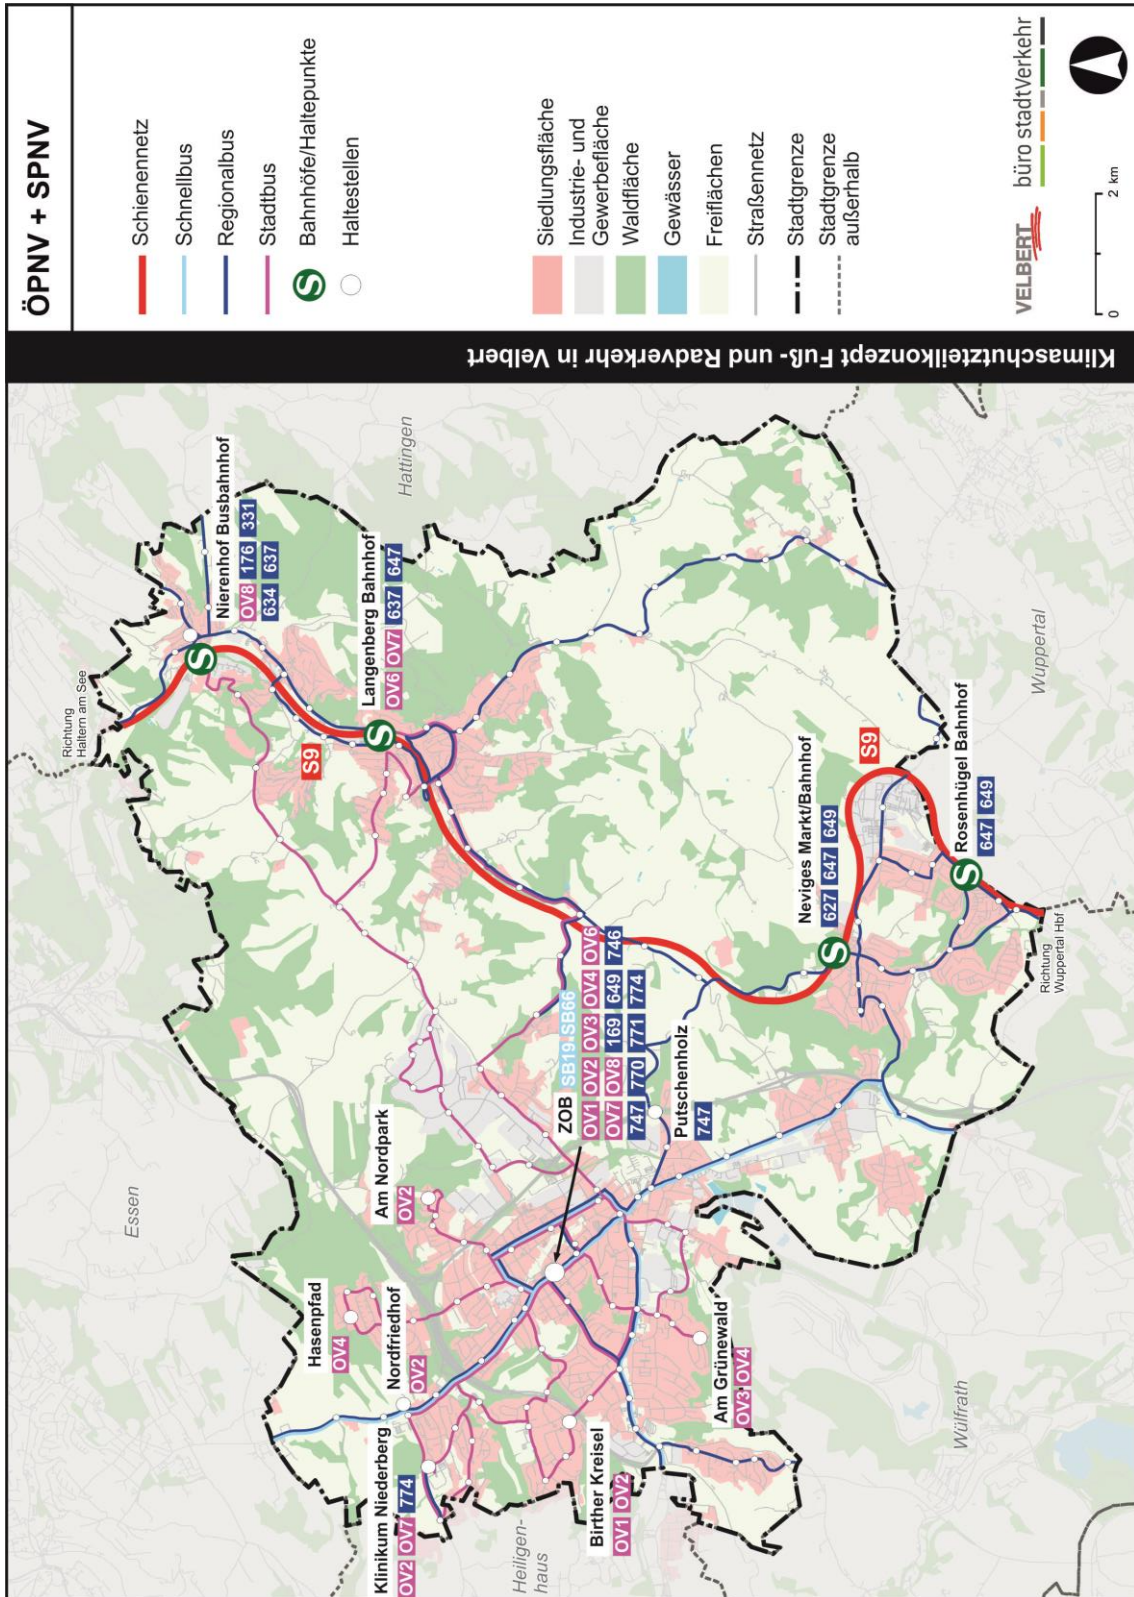 ÖPNV + SPNV
Schienennetz
Schnellbus
Regionalbus
Stadtbus
S Bahnhöfe/Haltepunkte
Haltestellen
Siedlungsfläche
Industrie- und
Gewerbefläche
Waldfläche
Gewässer
Freiflächen
Straßennetz
Stadtgrenze
Stadtgrenze
außerhalb
VELBERT
büro stadtVerkehr
0 2 km
Klimaschutzteilkonzept Fuß- und Radverkehr in Velbert
Essen
Hattingen
Wuppertal
Wülfrath
Heiligen-
haus
Richtung
Haltern am See
Nierenhof Busbahnhof
OV8 176 331
634 637
S
S9
Langenberg Bahnhof
OV6 OV7 637 647
S
Am Nordpark
OV2
Hasenpfad
OV4
Nordfriedhof
OV2
Klinikum Niederberg
OV2 OV7 774
Birther Kreisel
OV1 OV2
ZOB SB19 SB66
OV1 OV2 OV3 OV4 OV6
OV7 OV8 169 649 746
747 770 771 774
Putschenholz
747
Am Grünewald
OV3 OV4
Neviges Markt/Bahnhof
627 647 649
S
S9
Rosenhügel Bahnhof
647 649
S
Richtung
Wuppertal Hbf